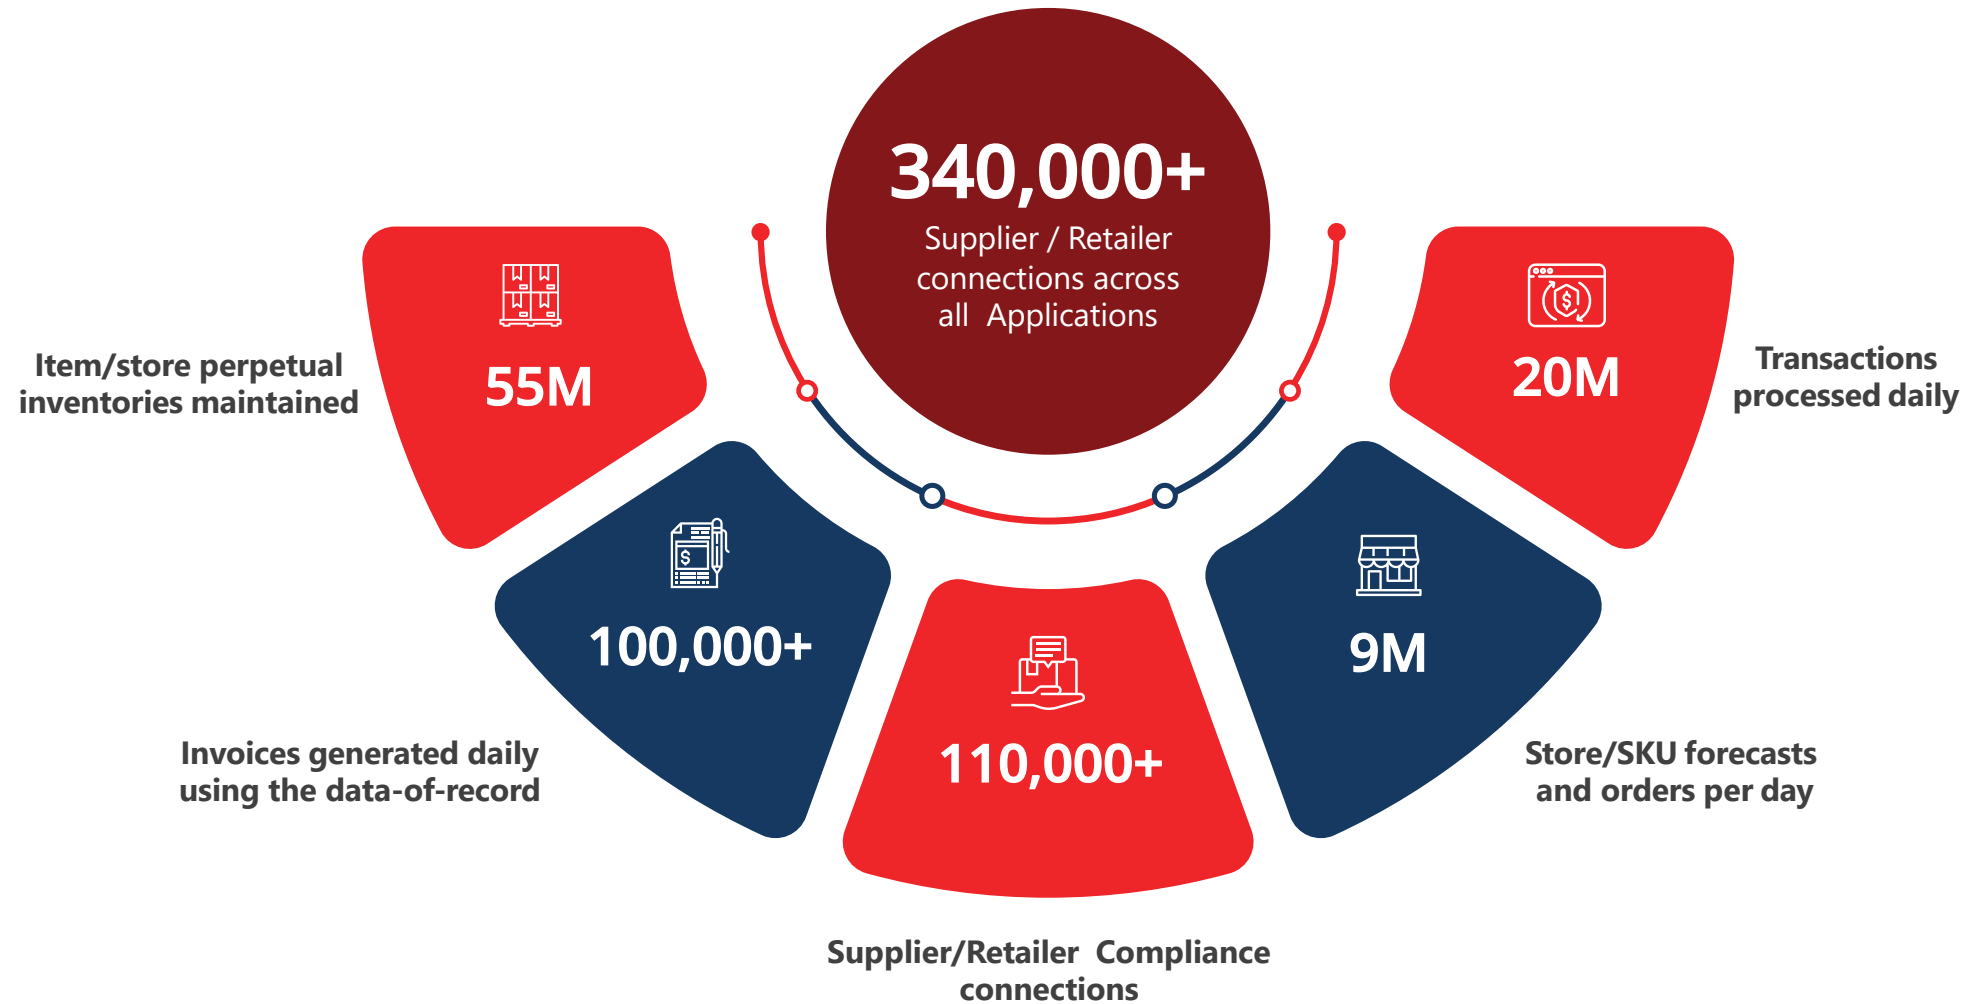 340,000+
Supplier / Retailer
connections across
all Applications
55M
Item/store perpetual
inventories maintained
100,000+
Invoices generated daily
using the data-of-record
110,000+
Supplier/Retailer Compliance
connections
9M
Store/SKU forecasts
and orders per day
20M
Transactions
processed daily
$
$